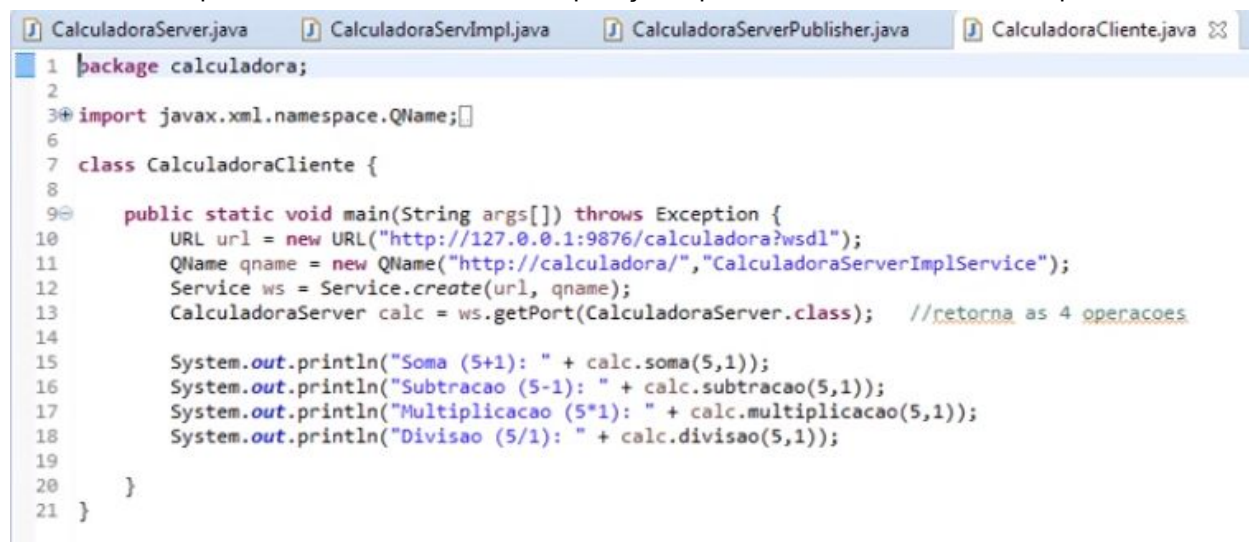 CalculadoraServer.java CalculadoraServImpl.java CalculadoraServerPublisher.java CalculadoraCliente.java
1 package calculadora;
2
3 import javax.xml.namespace.QName;
6
7 class CalculadoraCliente {
8
9 public static void main(String args[]) throws Exception {
10 URL url = new URL("http://127.0.0.1:9876/calculadora?wsdl");
11 QName qname = new QName("http://calculadora/","CalculadoraServerImplService");
12 Service ws = Service.create(url, qname);
13 CalculadoraServer calc = ws.getPort(CalculadoraServer.class); //retorna as 4 operacoes
14
15 System.out.println("Soma (5+1): " + calc.soma(5,1));
16 System.out.println("Subtracao (5-1): " + calc.subtracao(5,1));
17 System.out.println("Multiplicacao (5*1): " + calc.multiplicacao(5,1));
18 System.out.println("Divisao (5/1): " + calc.divisao(5,1));
19
20 }
21 }